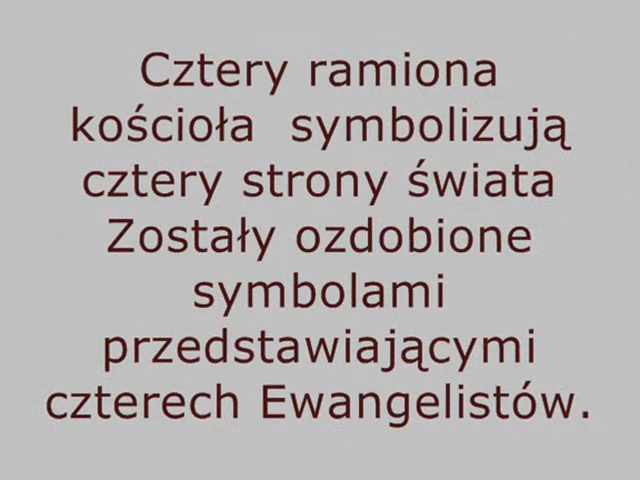 Cztery ramiona
kościoła symbolizują
cztery strony świata
Zostały ozdobione
symbolami
przedstawiającymi
czterech Ewangelistów.